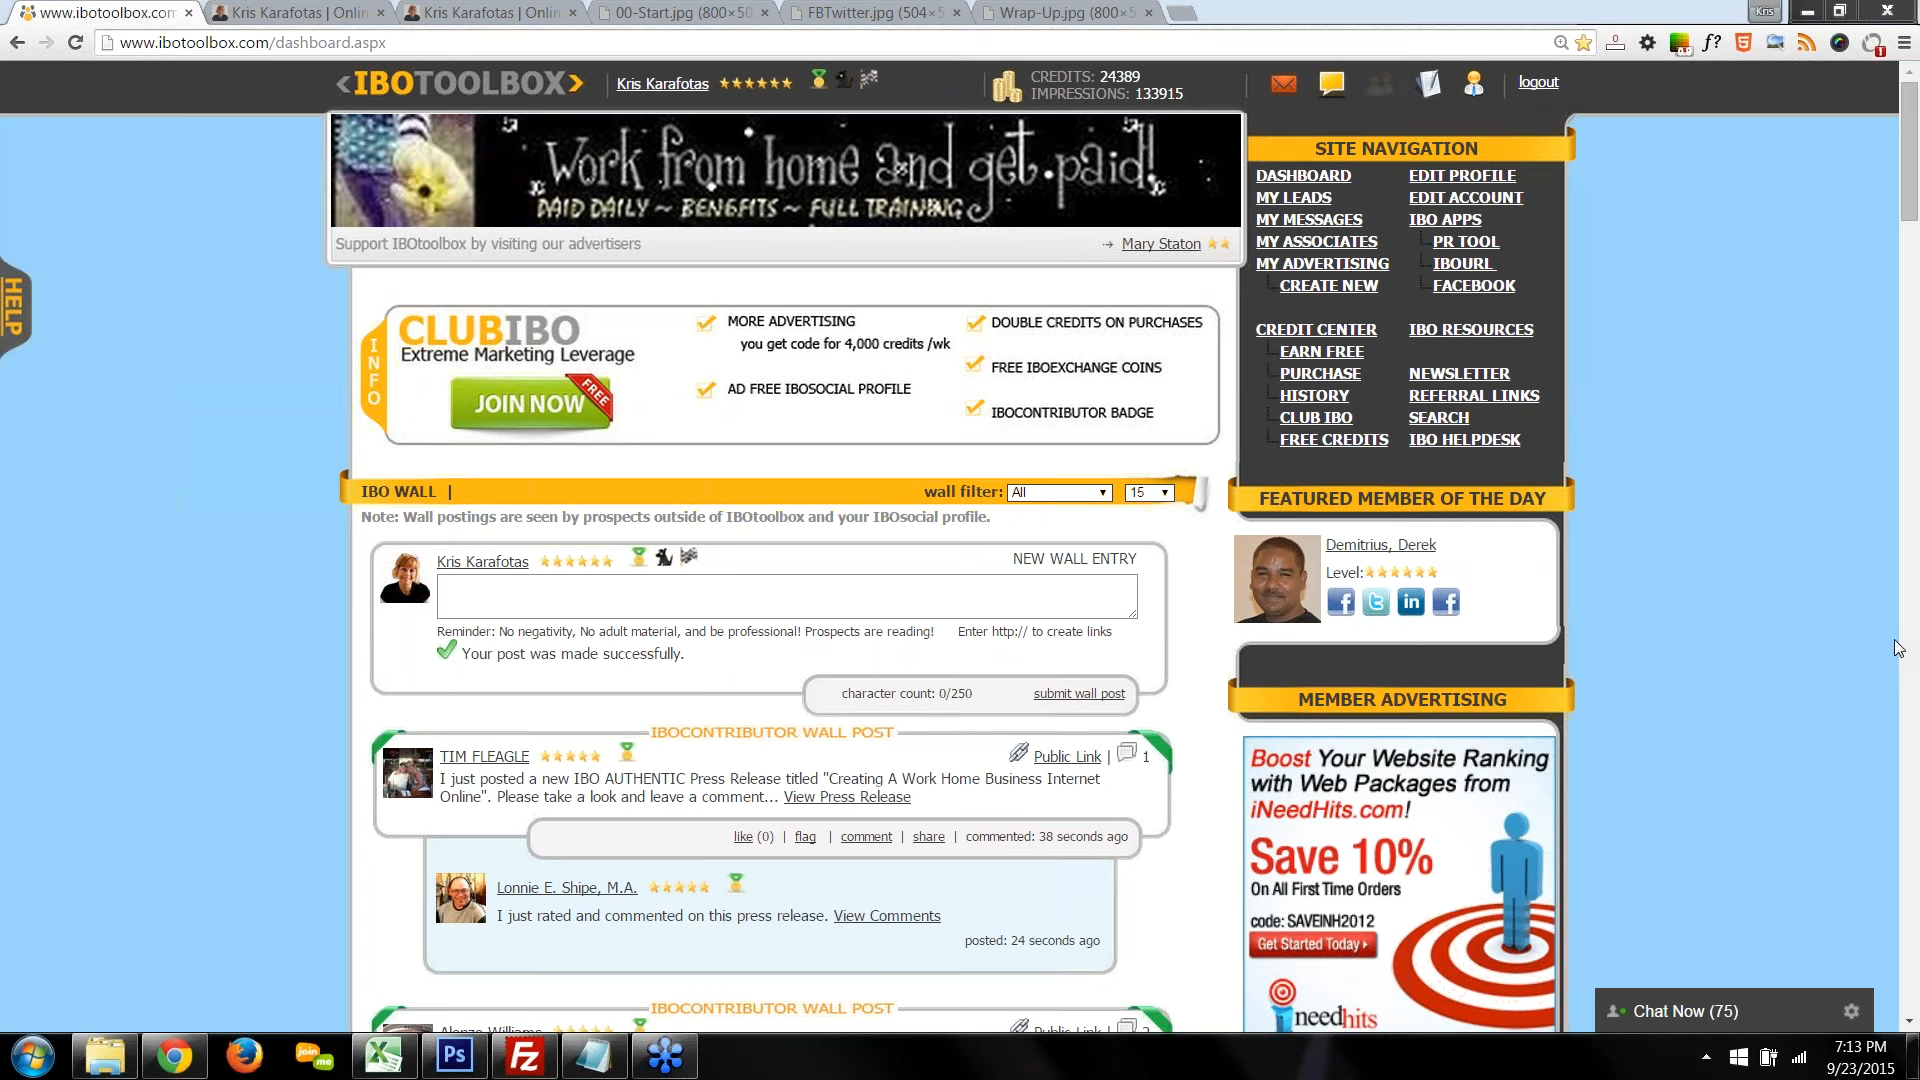 www.ibotoolbox.com
Kris Karafotas | Onlin
Kris Karafotas | Onlin
00-Start.jpg (800×50
FBTwitter.jpg (504×5
Wrap-Up.jpg (800×5
Kris
www.ibotoolbox.com/dashboard.aspx
<IBOTOOLBOX>
Kris Karafotas
CREDITS: 24389
IMPRESSIONS: 133915
logout
Work from home and get paid!
PAID DAILY ~ BENEFITS ~ FULL TRAINING
Support IBOtoolbox by visiting our advertisers
Mary Staton
SITE NAVIGATION
DASHBOARD
EDIT PROFILE
MY LEADS
EDIT ACCOUNT
MY MESSAGES
IBO APPS
MY ASSOCIATES
PR TOOL
MY ADVERTISING
IBOURL
CREATE NEW
FACEBOOK
CREDIT CENTER
IBO RESOURCES
EARN FREE
PURCHASE
NEWSLETTER
HISTORY
REFERRAL LINKS
CLUB IBO
SEARCH
FREE CREDITS
IBO HELPDESK
HELP
INFO
CLUBIBO
Extreme Marketing Leverage
JOIN NOW
FREE
MORE ADVERTISING
you get code for 4,000 credits /wk
AD FREE IBOSOCIAL PROFILE
DOUBLE CREDITS ON PURCHASES
FREE IBOEXCHANGE COINS
IBOCONTRIBUTOR BADGE
IBO WALL |
wall filter: All 15
Note: Wall postings are seen by prospects outside of IBOtoolbox and your IBOsocial profile.
Kris Karafotas
NEW WALL ENTRY
Reminder: No negativity, No adult material, and be professional! Prospects are reading! Enter http:// to create links
Your post was made successfully.
character count: 0/250
submit wall post
IBOCONTRIBUTOR WALL POST
TIM FLEAGLE
Public Link | 1
I just posted a new IBO AUTHENTIC Press Release titled "Creating A Work Home Business Internet
Online". Please take a look and leave a comment... View Press Release
like (0) | flag | comment | share | commented: 38 seconds ago
Lonnie E. Shipe, M.A.
I just rated and commented on this press release. View Comments
posted: 24 seconds ago
IBOCONTRIBUTOR WALL POST
Alonzo Williams
Public Link | 2
FEATURED MEMBER OF THE DAY
Demitrius, Derek
Level:
MEMBER ADVERTISING
Boost Your Website Ranking
with Web Packages from
iNeedHits.com!
Save 10%
On All First Time Orders
code: SAVEINH2012
Get Started Today
ineedhits
Chat Now (75)
join me
Ps
Fz
7:13 PM
9/23/2015